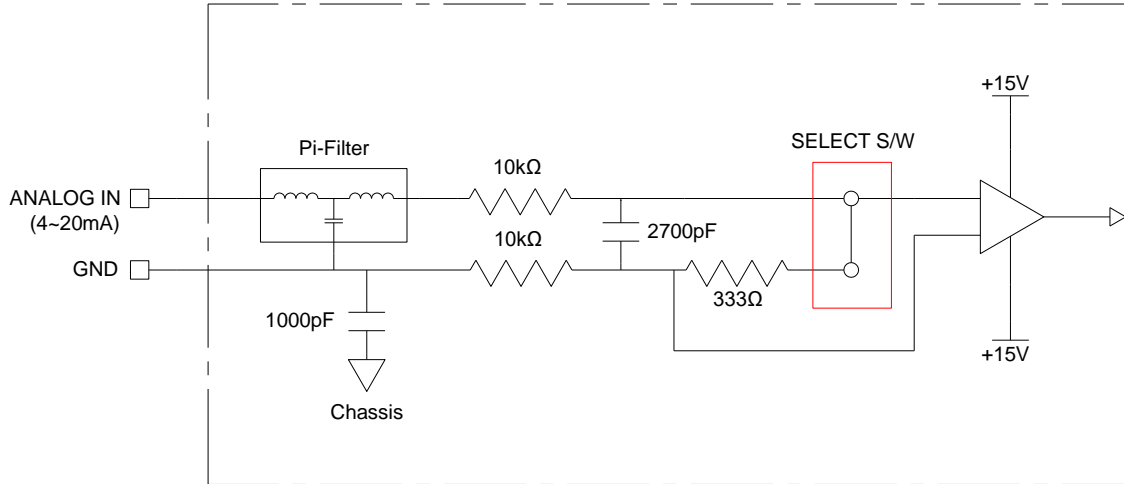 +15V
SELECT S/W
Pi-Filter
10kΩ
ANALOG IN
(4~20mA)
2700pF
10kΩ
GND
333Ω
1000pF
+15V
Chassis